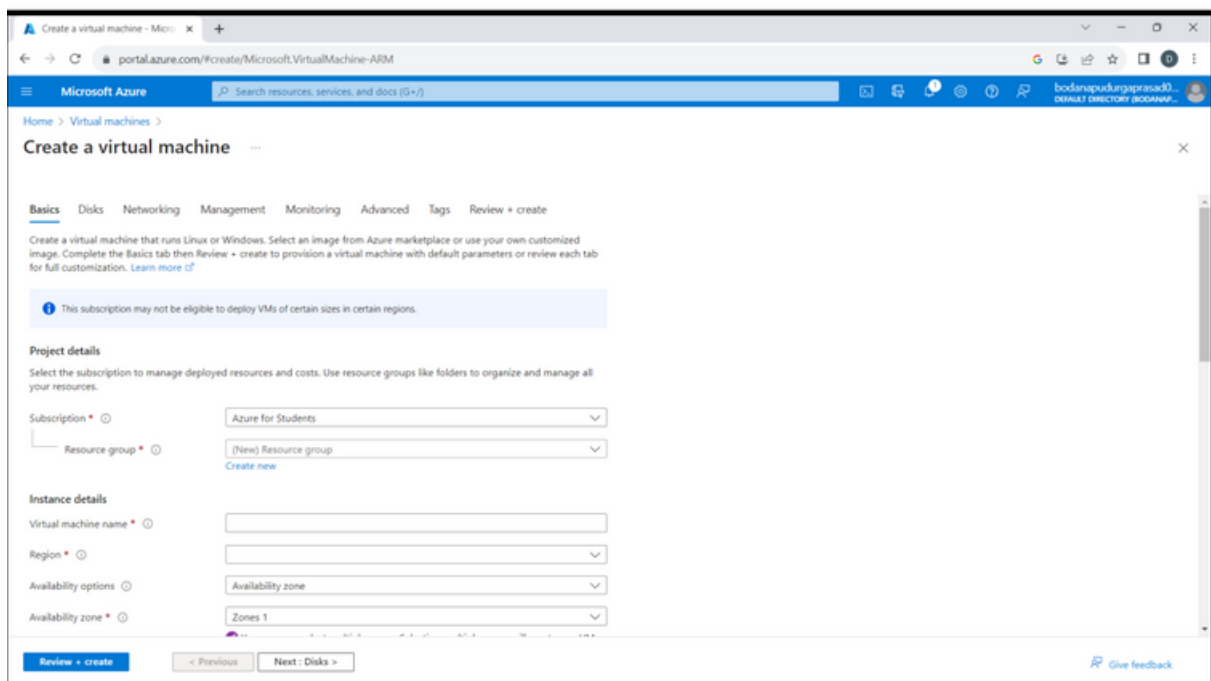 Create a virtual machine - Micro
portal.azure.com/#create/Microsoft.VirtualMachine-ARM
G
D
Microsoft Azure
Search resources, services, and docs (G+/)
bodanapudurgaprasad0...
DEFAULT DIRECTORY (BODANAP...
Home > Virtual machines >
Create a virtual machine ...
Basics Disks Networking Management Monitoring Advanced Tags Review + create
Create a virtual machine that runs Linux or Windows. Select an image from Azure marketplace or use your own customized
image. Complete the Basics tab then Review + create to provision a virtual machine with default parameters or review each tab
for full customization. Learn more
This subscription may not be eligible to deploy VMs of certain sizes in certain regions.
Project details
Select the subscription to manage deployed resources and costs. Use resource groups like folders to organize and manage all
your resources.
Subscription * Azure for Students
Resource group * (New) Resource group
Create new
Instance details
Virtual machine name *
Region *
Availability options Availability zone
Availability zone * Zones 1
Review + create < Previous Next : Disks > Give feedback